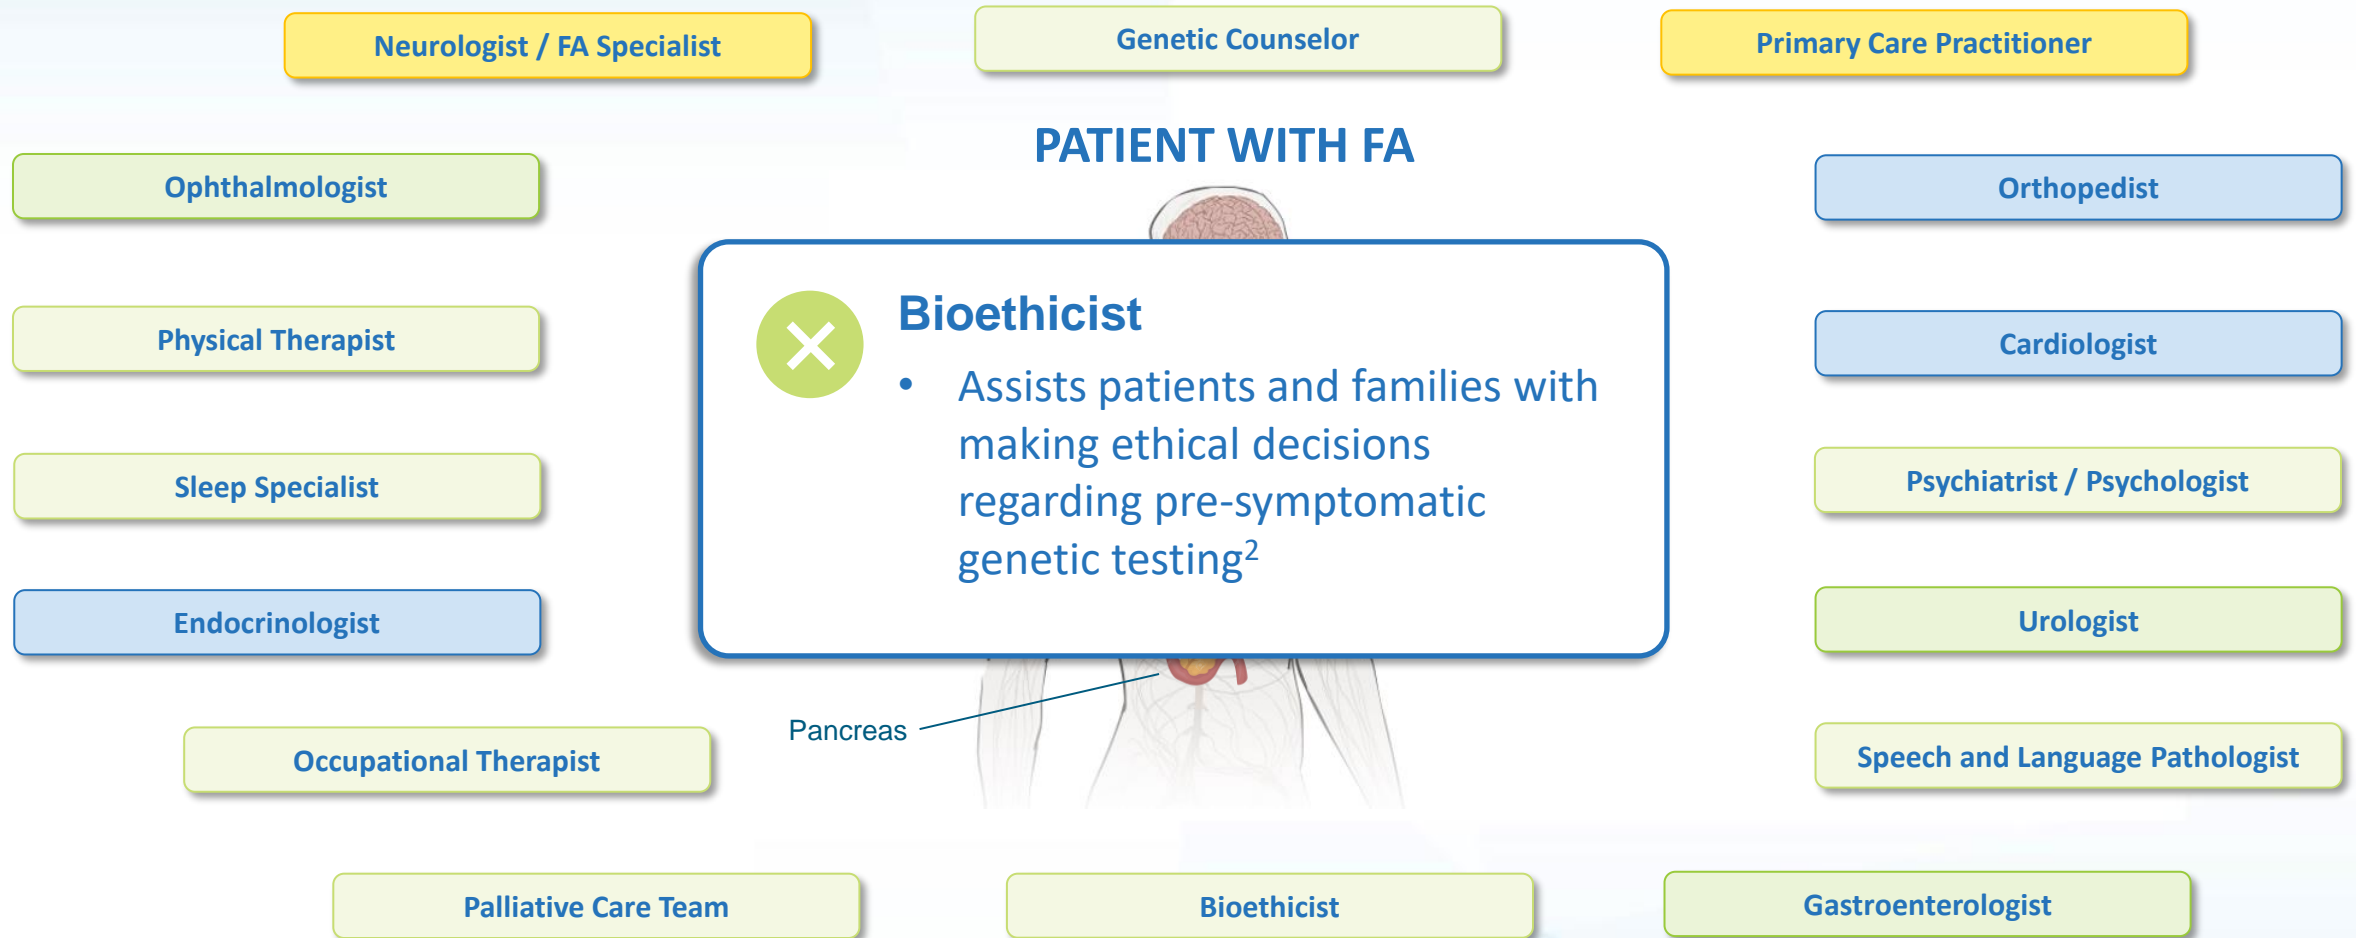 Neurologist / FA Specialist
Genetic Counselor
Primary Care Practitioner
PATIENT WITH FA
Ophthalmologist
Orthopedist
Physical Therapist
Cardiologist
Sleep Specialist
Psychiatrist / Psychologist
Endocrinologist
Urologist
Bioethicist
• Assists patients and families with
making ethical decisions
regarding pre-symptomatic
genetic testing²
Pancreas
Occupational Therapist
Speech and Language Pathologist
Palliative Care Team
Bioethicist
Gastroenterologist